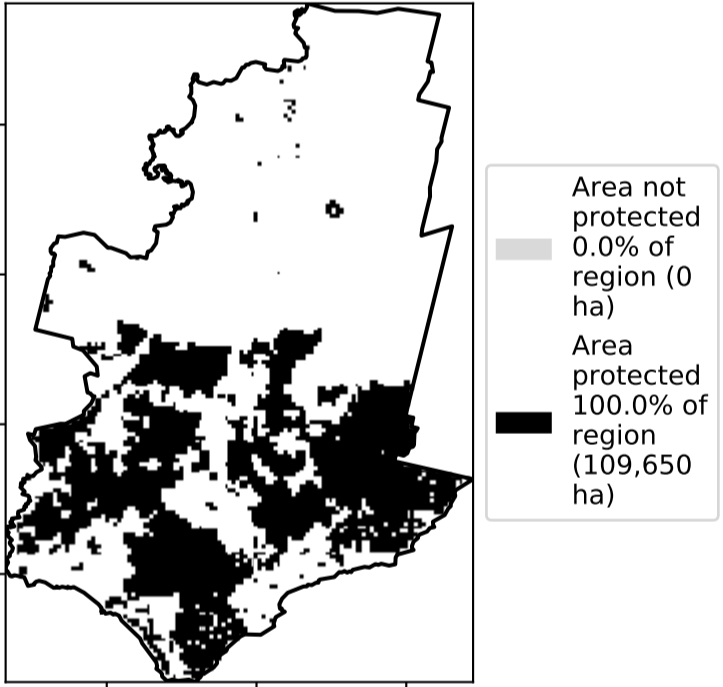 Area not
protected
0.0% of
region (0
ha)
Area
protected
100.0% of
region
(109,650
ha)